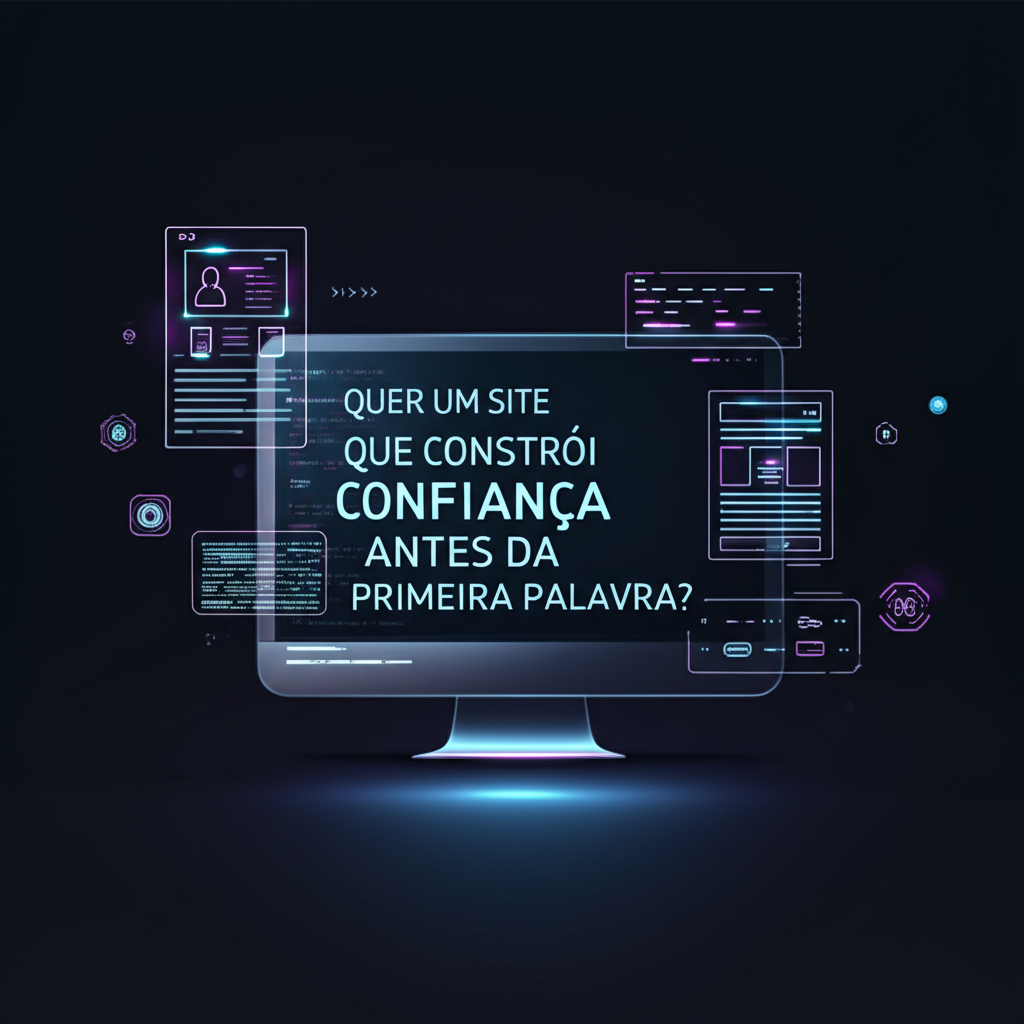 QUER UM SITE
QUE CONSTRÓI
CONFIANÇA
ANTES DA
PRIMEIRA PALAVRA?